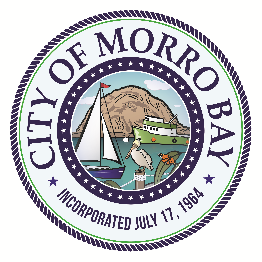 CITY OF MORRO BAY
INCORPORATED JULY 17, 1964